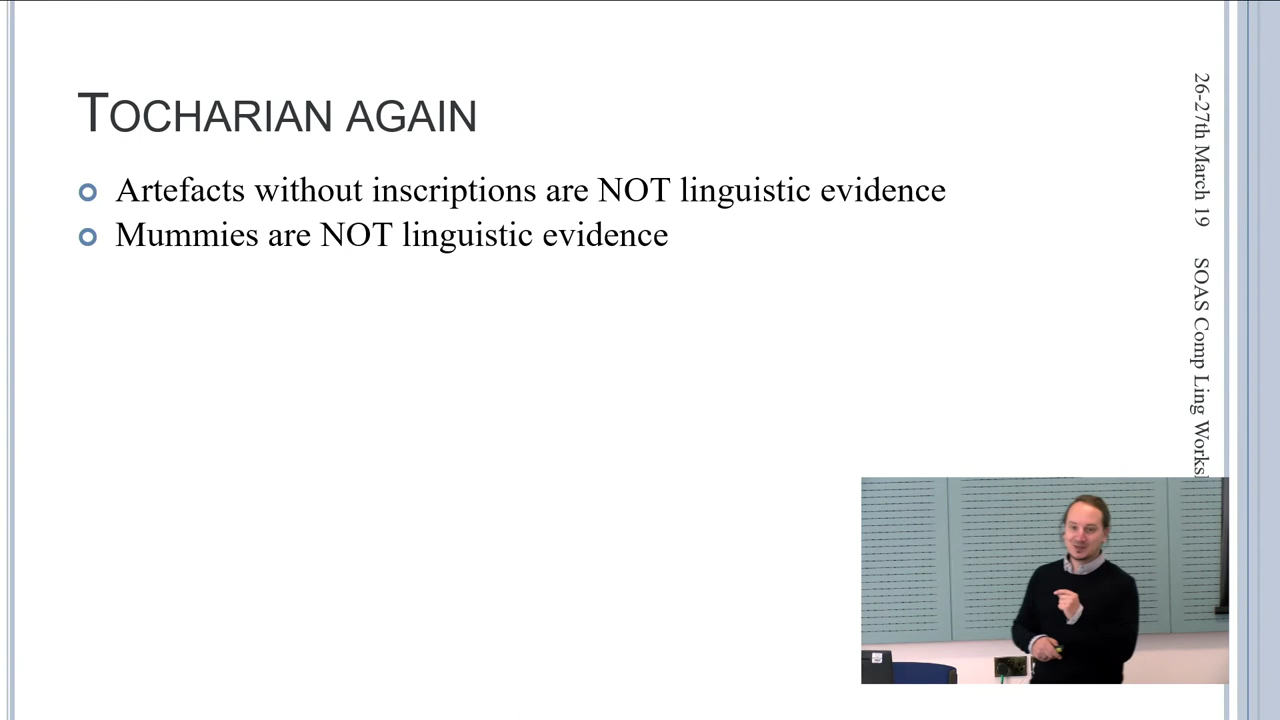 TOCHARIAN AGAIN
Artefacts without inscriptions are NOT linguistic evidence
Mummies are NOT linguistic evidence
26-27th March 19 SOAS Comp Ling